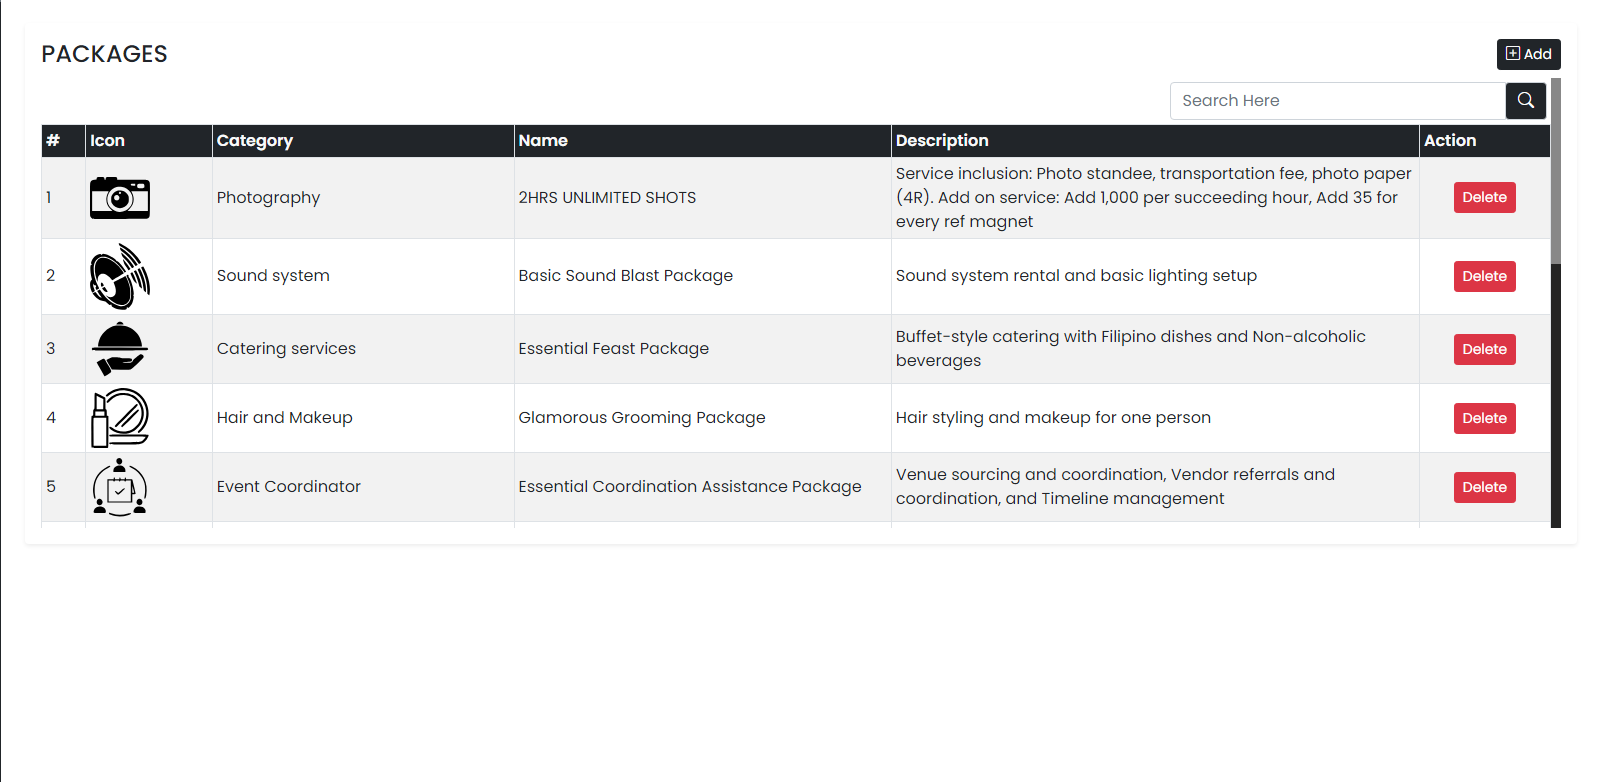 PACKAGES
Add
Search Here
# Icon Category Name Description Action
1 Photography 2HRS UNLIMITED SHOTS Service inclusion: Photo standee, transportation fee, photo paper
(4R). Add on service: Add 1,000 per succeeding hour, Add 35 for
every ref magnet
Delete
2 Sound system Basic Sound Blast Package Sound system rental and basic lighting setup Delete
3 Catering services Essential Feast Package Buffet-style catering with Filipino dishes and Non-alcoholic
beverages
Delete
4 Hair and Makeup Glamorous Grooming Package Hair styling and makeup for one person Delete
5 Event Coordinator Essential Coordination Assistance Package Venue sourcing and coordination, Vendor referrals and
coordination, and Timeline management
Delete